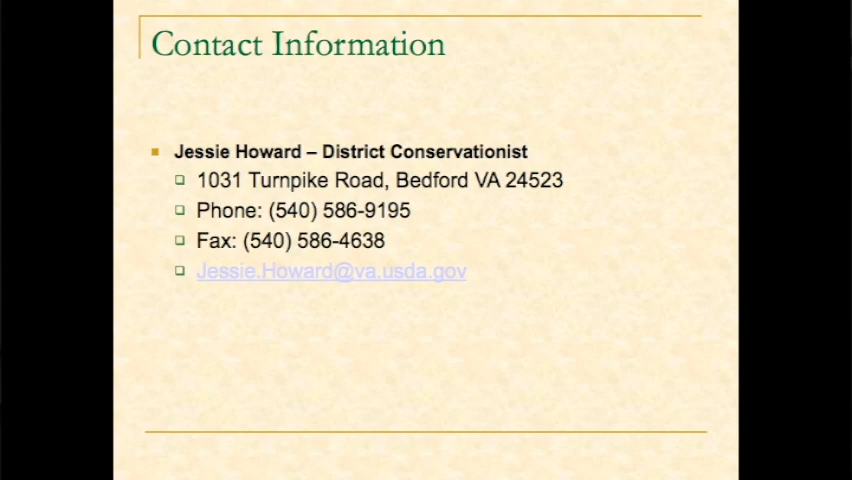 Contact Information
Jessie Howard – District Conservationist
1031 Turnpike Road, Bedford VA 24523
Phone: (540) 586-9195
Fax: (540) 586-4638
Jessie.Howard@va.usda.gov